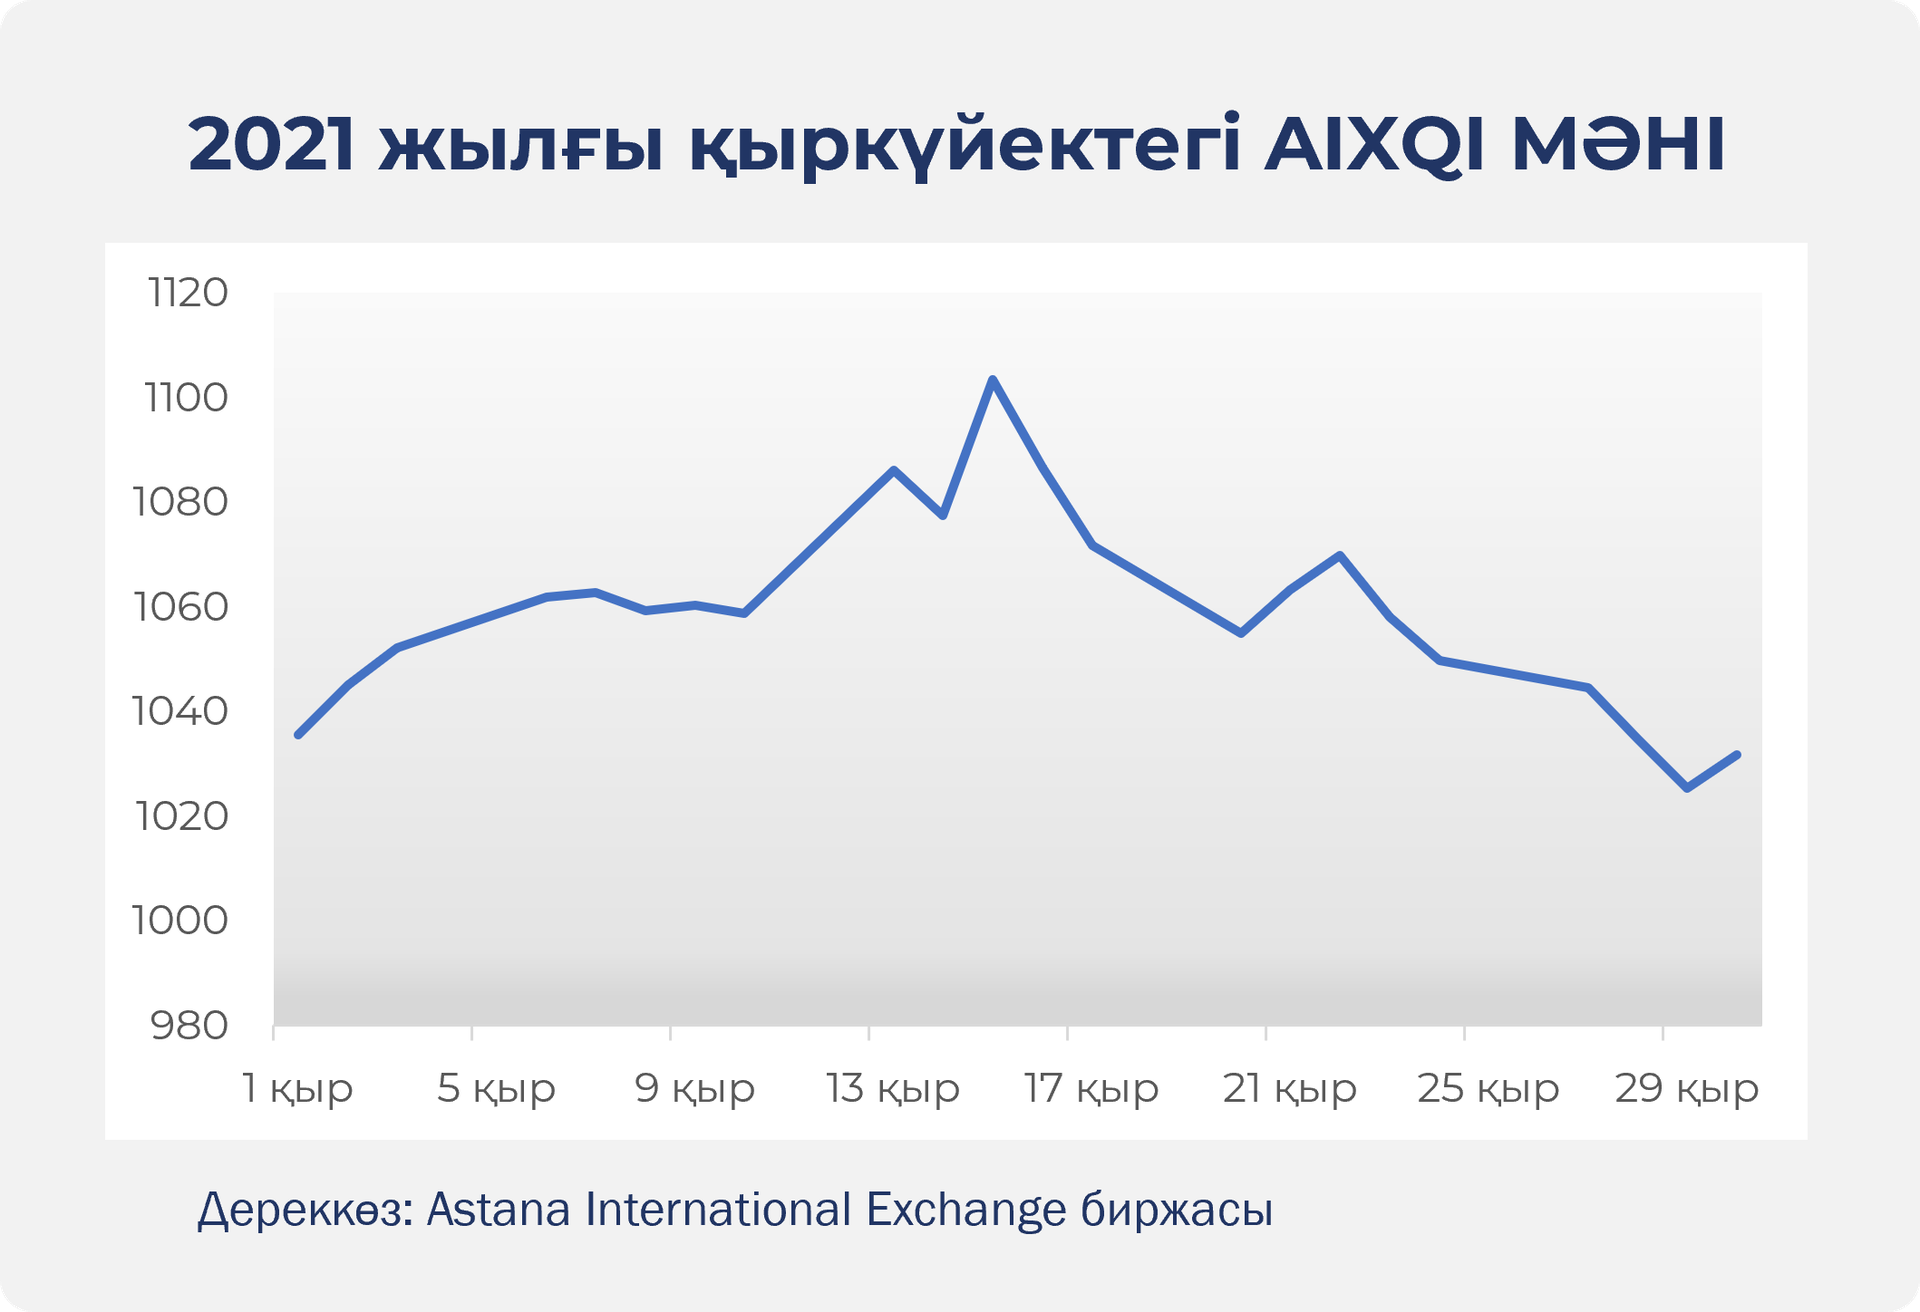 2021 жылғы қыркүйектегі AIXQI МӘНІ
1120
1100
1080
1060
1040
1020
1000
980
1 қыр 5 қыр 9 қыр 13 қыр 17 қыр 21 қыр 25 қыр 29 қыр
Дереккөз: Astana International Exchange биржасы